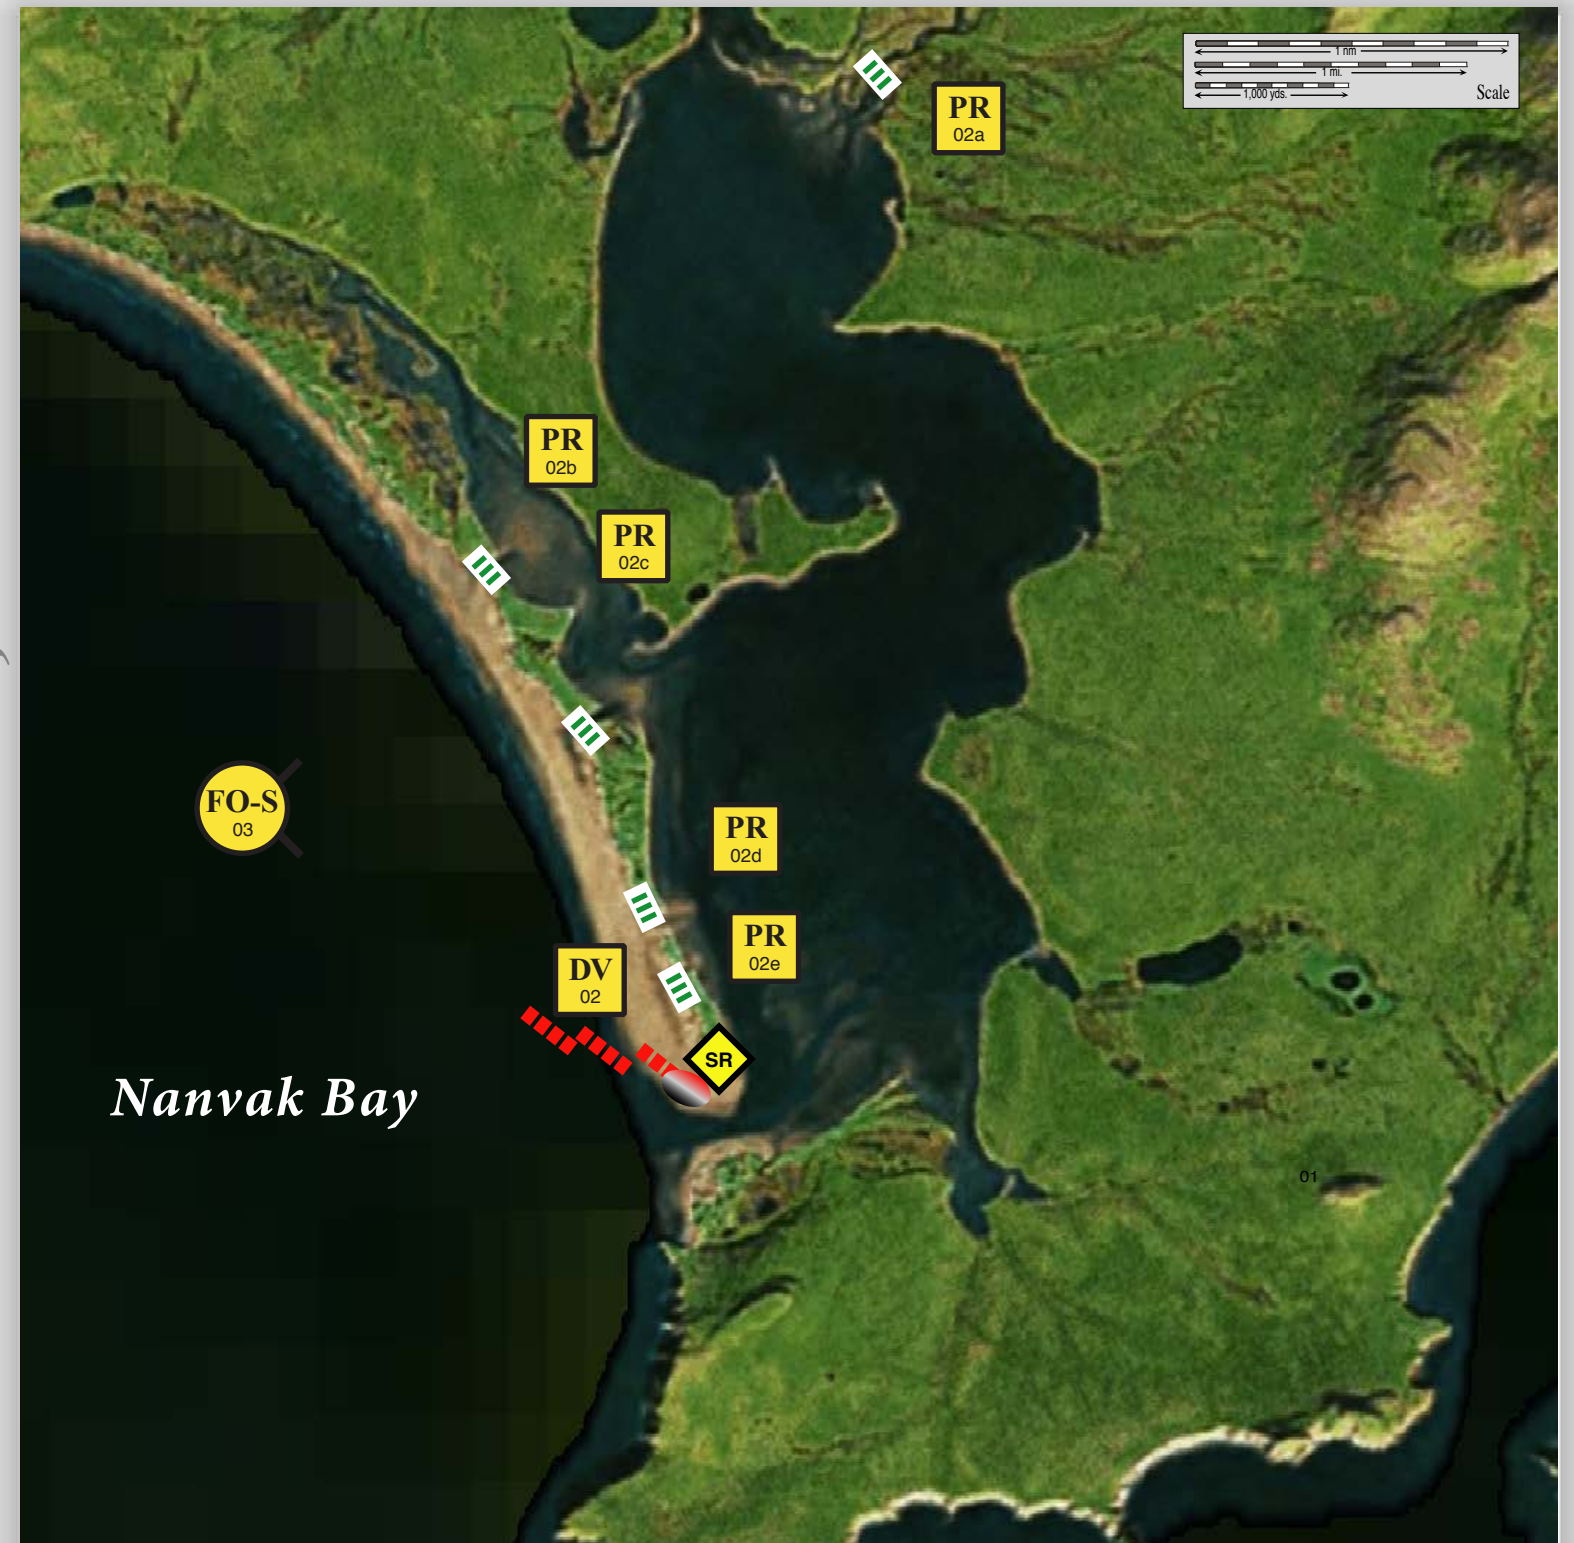 1 nm
1 mi.
1,000 yds.
Scale
PR
02a
PR
02b
PR
02c
FO-S
03
PR
02d
PR
02e
DV
02
SR
Nanvak Bay
01